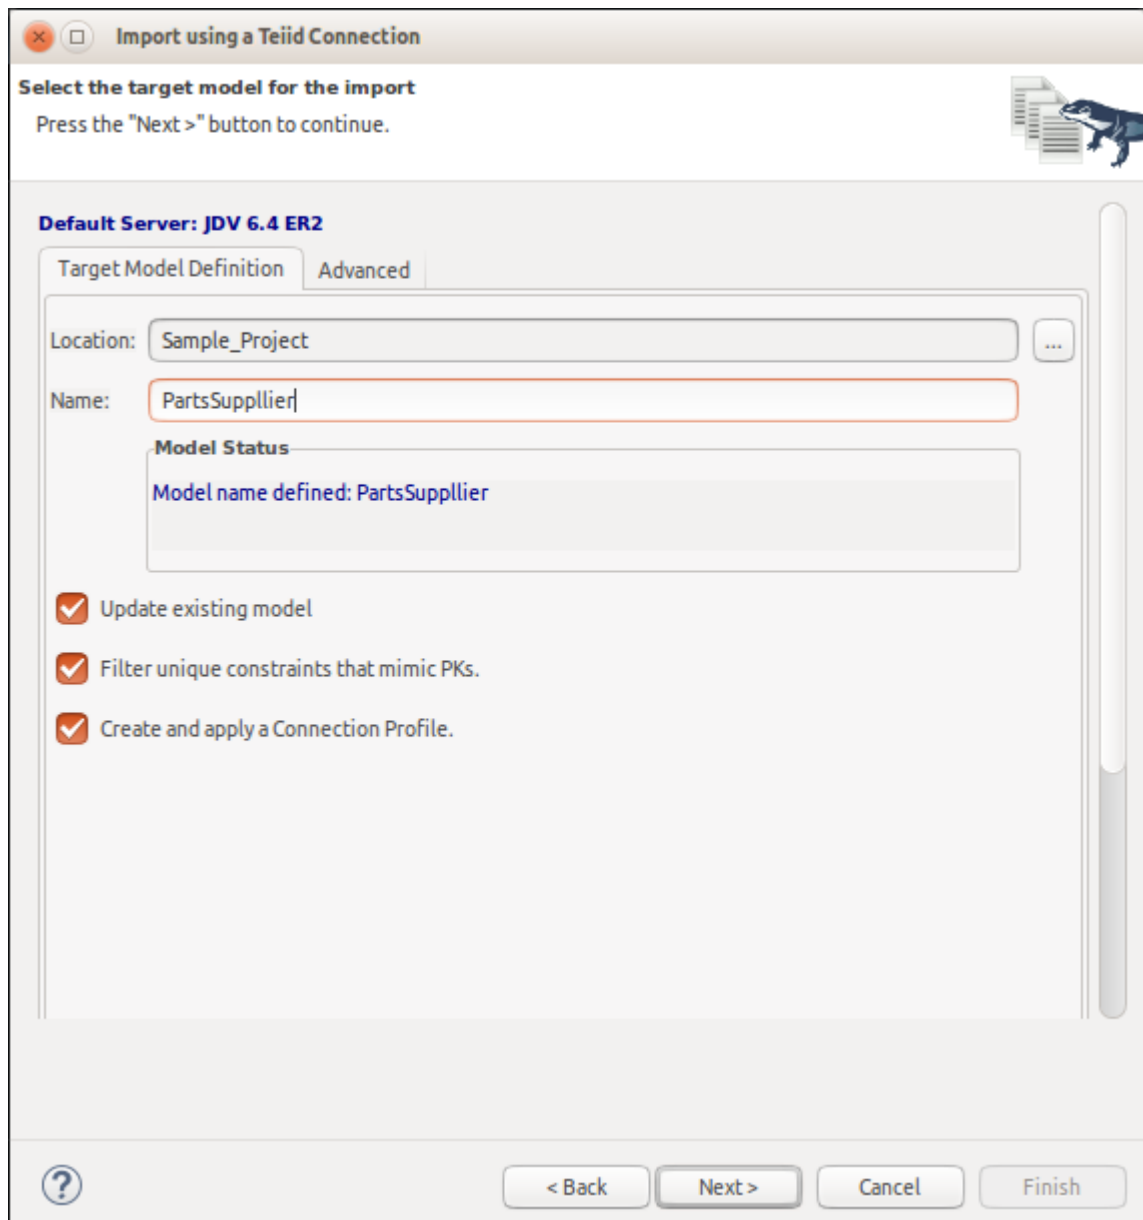 Import using a Teiid Connection
Select the target model for the import
Press the "Next >" button to continue.
Default Server: JDV 6.4 ER2
Target Model Definition Advanced
Location: Sample_Project ...
Name: PartsSuppllier
Model Status
Model name defined: PartsSuppllier
Update existing model
Filter unique constraints that mimic PKs.
Create and apply a Connection Profile.
? < Back Next > Cancel Finish